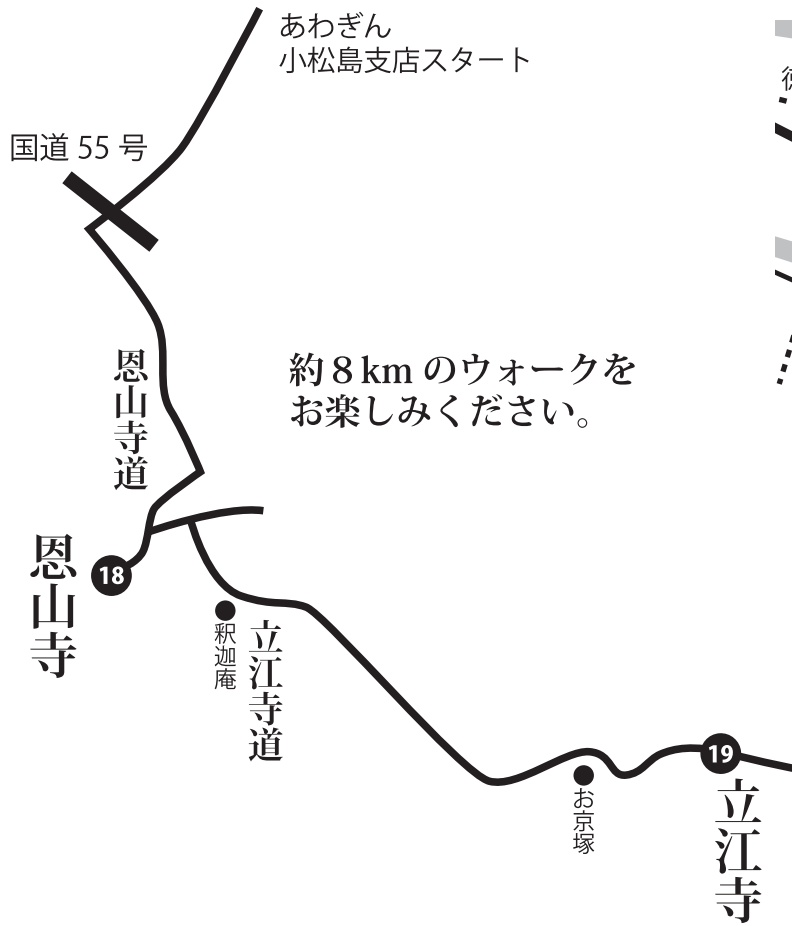 あわぎん
小松島支店スタート
国道 55 号
恩山寺道
約8kmのウォークを
お楽しみください。
恩山寺
18
釈迦庵
立江寺道
19
お京塚
立江寺